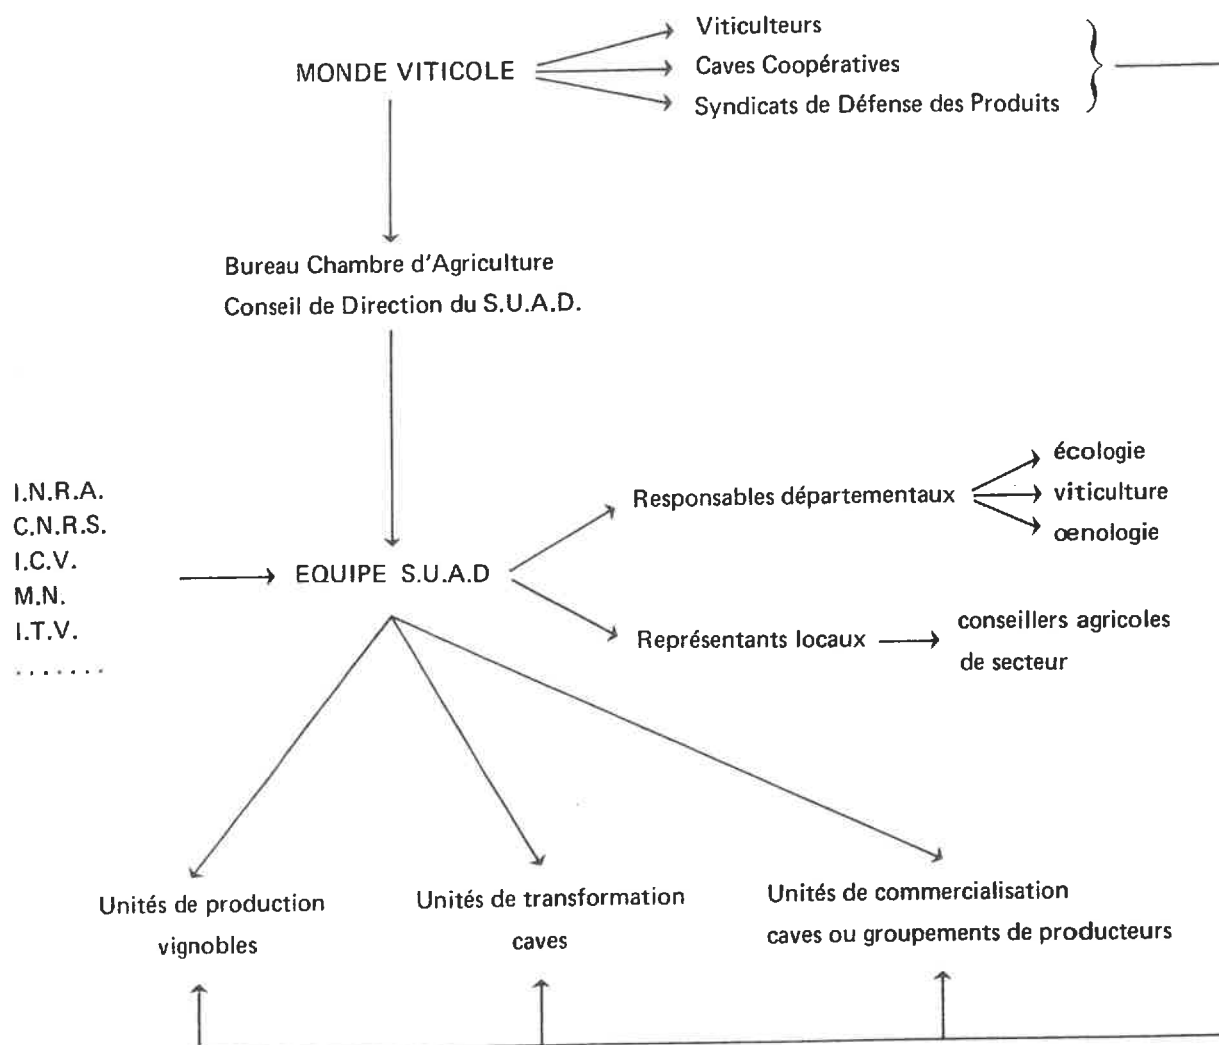 Viticulteurs
MONDE VITICOLE
Caves Coopératives
Syndicats de Défense des Produits
Bureau Chambre d'Agriculture
Conseil de Direction du S.U.A.D.
I.N.R.A.
C.N.R.S.
I.C.V.
M.N.
I.T.V.
.......
EQUIPE S.U.A.D
Responsables départementaux
écologie
viticulture
œnologie
Représentants locaux
conseillers agricoles
de secteur
Unités de production
vignobles
Unités de transformation
caves
Unités de commercialisation
caves ou groupements de producteurs